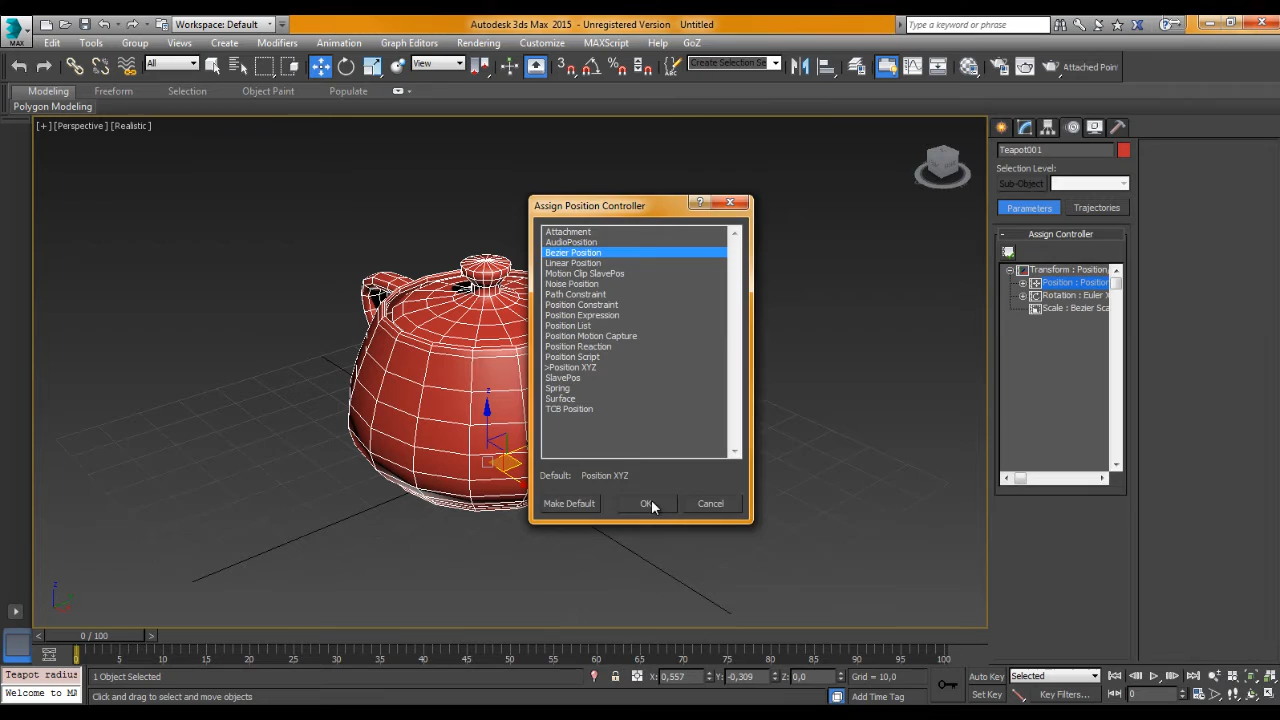 Workspace: Default
Autodesk 3ds Max 2015 - Unregistered Version Untitled
Type a keyword or phrase
MAX
Edit Tools Group Views Create Modifiers Animation Graph Editors Rendering Customize MAXScript Help GoZ
All
View
Create Selection Se
Attached Point
Modeling Freeform Selection Object Paint Populate
Polygon Modeling
[+] [Perspective] [Realistic]
Teapot001
Selection Level:
Sub-Object
Parameters Trajectories
- Assign Controller
Transform : Position,
Position : Position
Rotation : Euler X
Scale : Bezier Sca
Assign Position Controller
Attachment
AudioPosition
Bezier Position
Linear Position
Motion Clip SlavePos
Noise Position
Path Constraint
Position Constraint
Position Expression
Position List
Position Motion Capture
Position Reaction
Position Script
>Position XYZ
SlavePos
Spring
Surface
TCB Position
Default: Position XYZ
Make Default OK Cancel
z
z
< 0 / 100 >
0 5 10 15 20 25 30 35 40 45 50 55 60 65 70 75 80 85 90 95 100
Teapot radius
1 Object Selected
X: 0,557 Y: -0,309 Z: 0,0
Grid = 10,0
Auto Key Selected
Welcome to M
Click and drag to select and move objects
Add Time Tag
Set Key Key Filters...
0